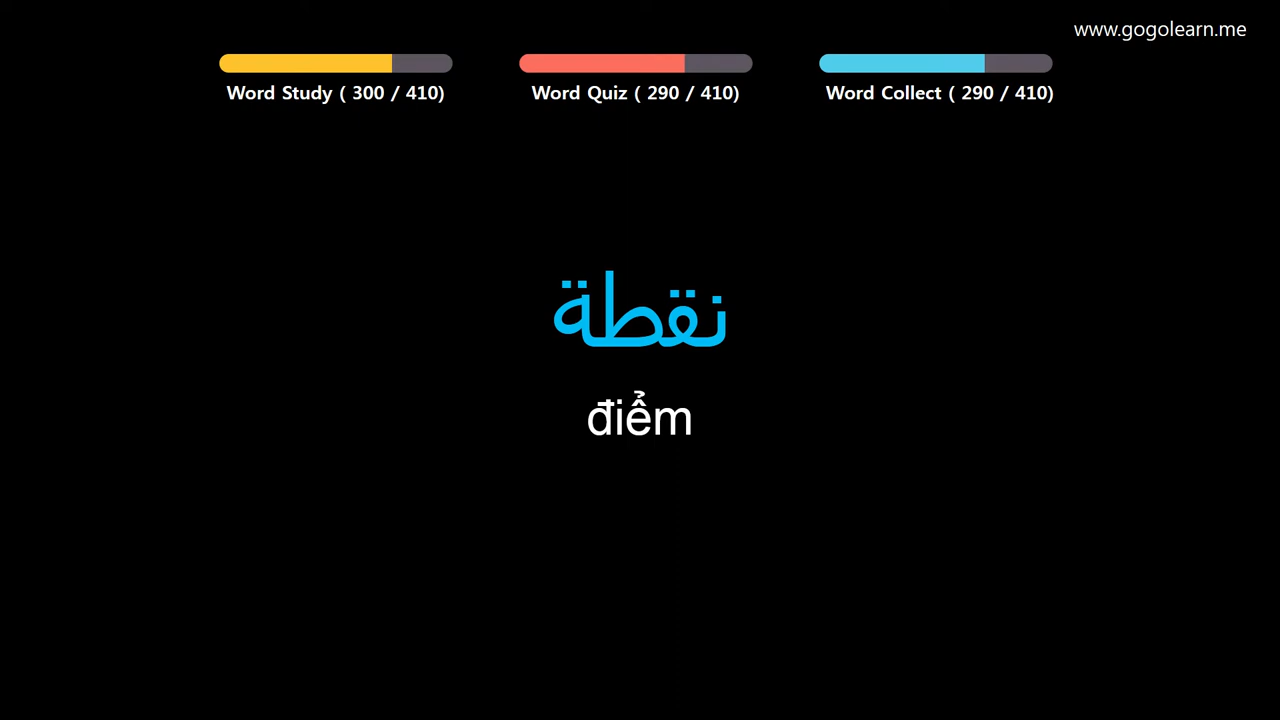 www.gogolearn.me
Word Study ( 300 / 410)
Word Quiz ( 290 / 410)
Word Collect ( 290 / 410)
نقطة
điểm